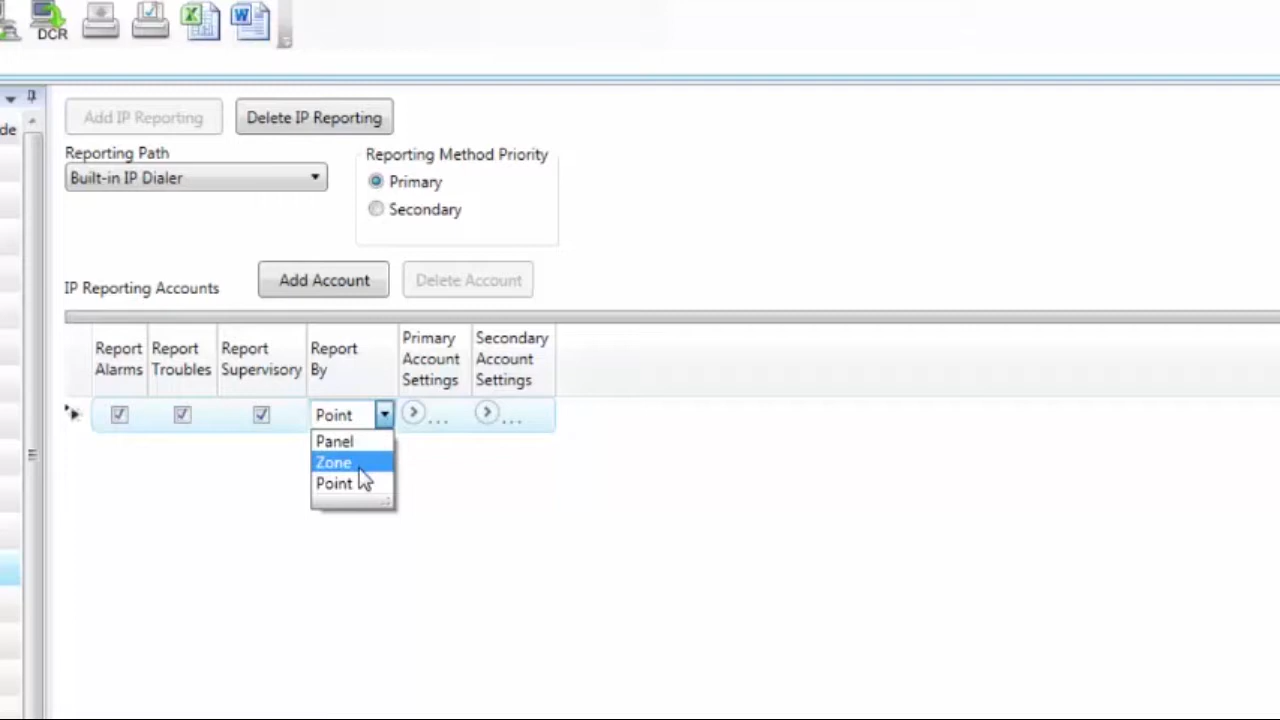 DCR
de
Add IP Reporting
Delete IP Reporting
Reporting Path
Built-in IP Dialer
Reporting Method Priority
Primary
Secondary
IP Reporting Accounts
Add Account
Delete Account
Report
Alarms
Report
Troubles
Report
Supervisory
Report
By
Primary
Account
Settings
Secondary
Account
Settings
Point
...
...
Panel
Zone
Point